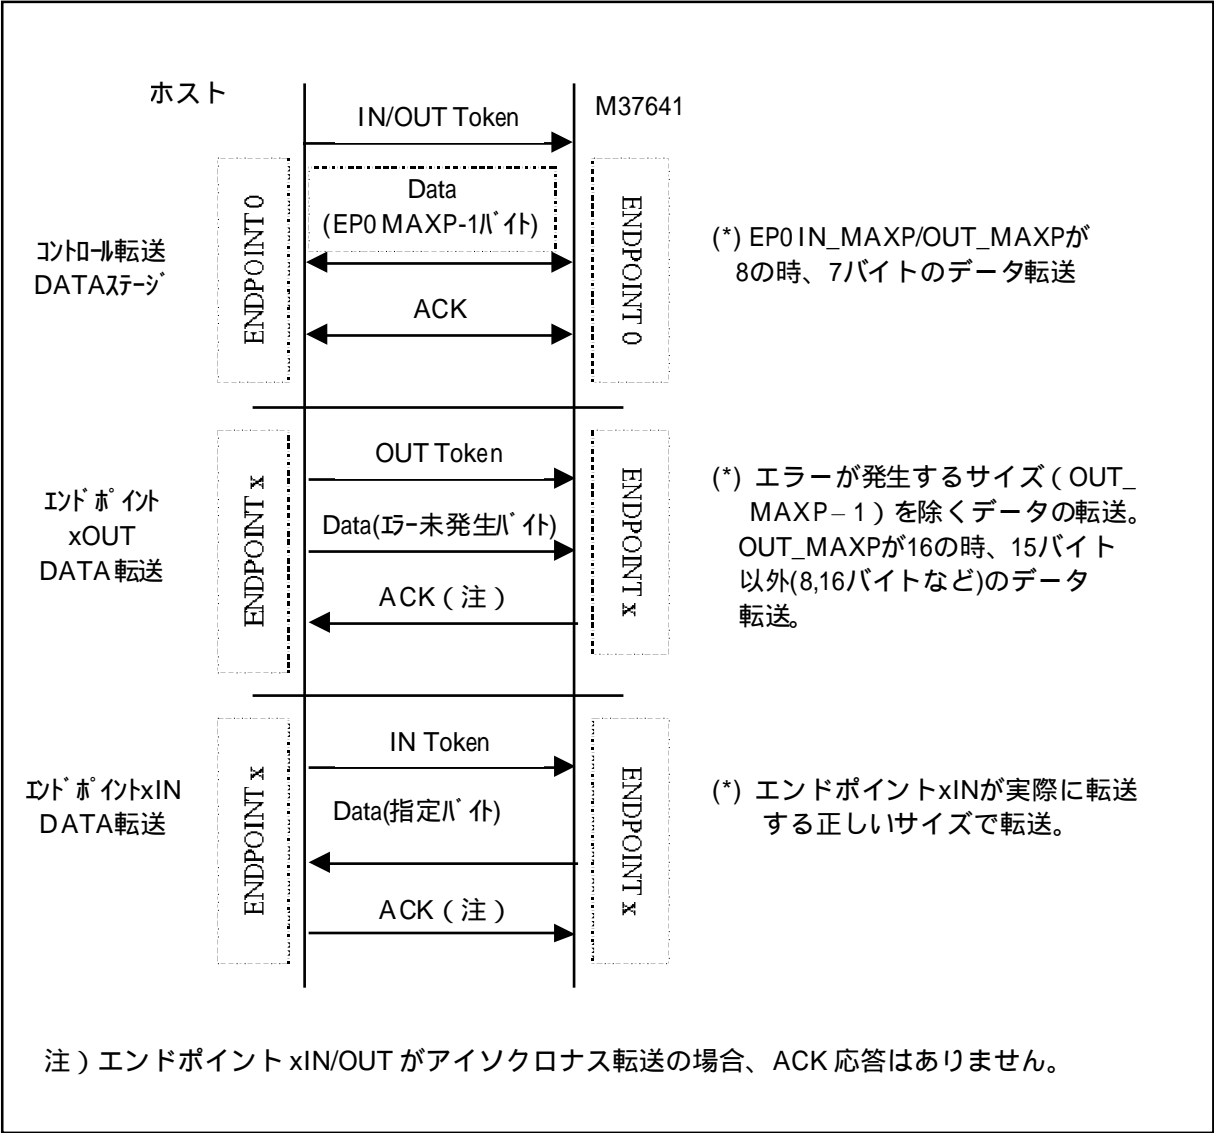 ホスト
M37641
IN/OUT Token
Data
(EP0 MAXP-1バイト)
ACK
ENDPOINT 0
ENDPOINT 0
コントロール転送
DATAステージ
(*) EP0 IN_MAXP/OUT_MAXPが
8の時、7バイトのデータ転送
OUT Token
Data(エラー未発生バイト)
ACK（注）
ENDPOINT x
ENDPOINT x
エンドポイント
xOUT
DATA 転送
(*) エラーが発生するサイズ（OUT_
MAXP－1）を除くデータの転送。
OUT_MAXPが16の時、15バイト
以外(8,16バイトなど)のデータ
転送。
IN Token
Data(指定バイト)
ACK（注）
ENDPOINT x
ENDPOINT x
エンドポイントxIN
DATA転送
(*) エンドポイントxINが実際に転送
する正しいサイズで転送。
注）エンドポイント xIN/OUT がアイソクロナス転送の場合、ACK 応答はありません。